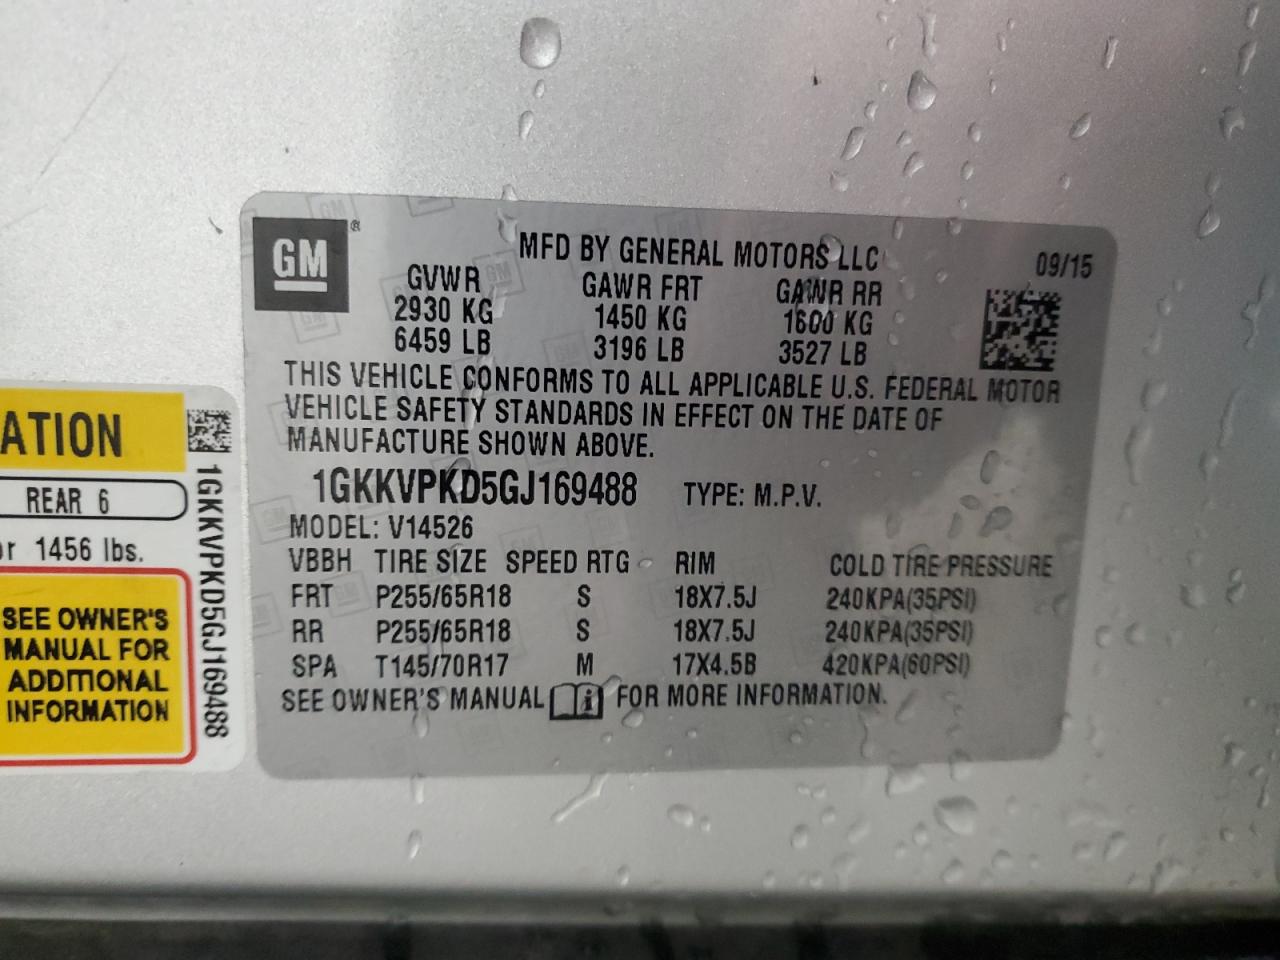 GM ®
MFD BY GENERAL MOTORS LLC
09/15
GVWR GAWR FRT GAWR RR
2930 KG 1450 KG 1600 KG
6459 LB 3196 LB 3527 LB
THIS VEHICLE CONFORMS TO ALL APPLICABLE U.S. FEDERAL MOTOR
VEHICLE SAFETY STANDARDS IN EFFECT ON THE DATE OF
MANUFACTURE SHOWN ABOVE.
1GKKVPKD5GJ169488 TYPE: M.P.V.
MODEL: V14526
VBBH TIRE SIZE SPEED RTG RIM COLD TIRE PRESSURE
FRT P255/65R18 S 18X7.5J 240KPA(35PSI)
RR P255/65R18 S 18X7.5J 240KPA(35PSI)
SPA T145/70R17 M 17X4.5B 420KPA(60PSI)
SEE OWNER'S MANUAL i FOR MORE INFORMATION.
ATION
REAR 6
or 1456 lbs.
SEE OWNER'S
MANUAL FOR
ADDITIONAL
INFORMATION
1GKKVPKD5GJ169488